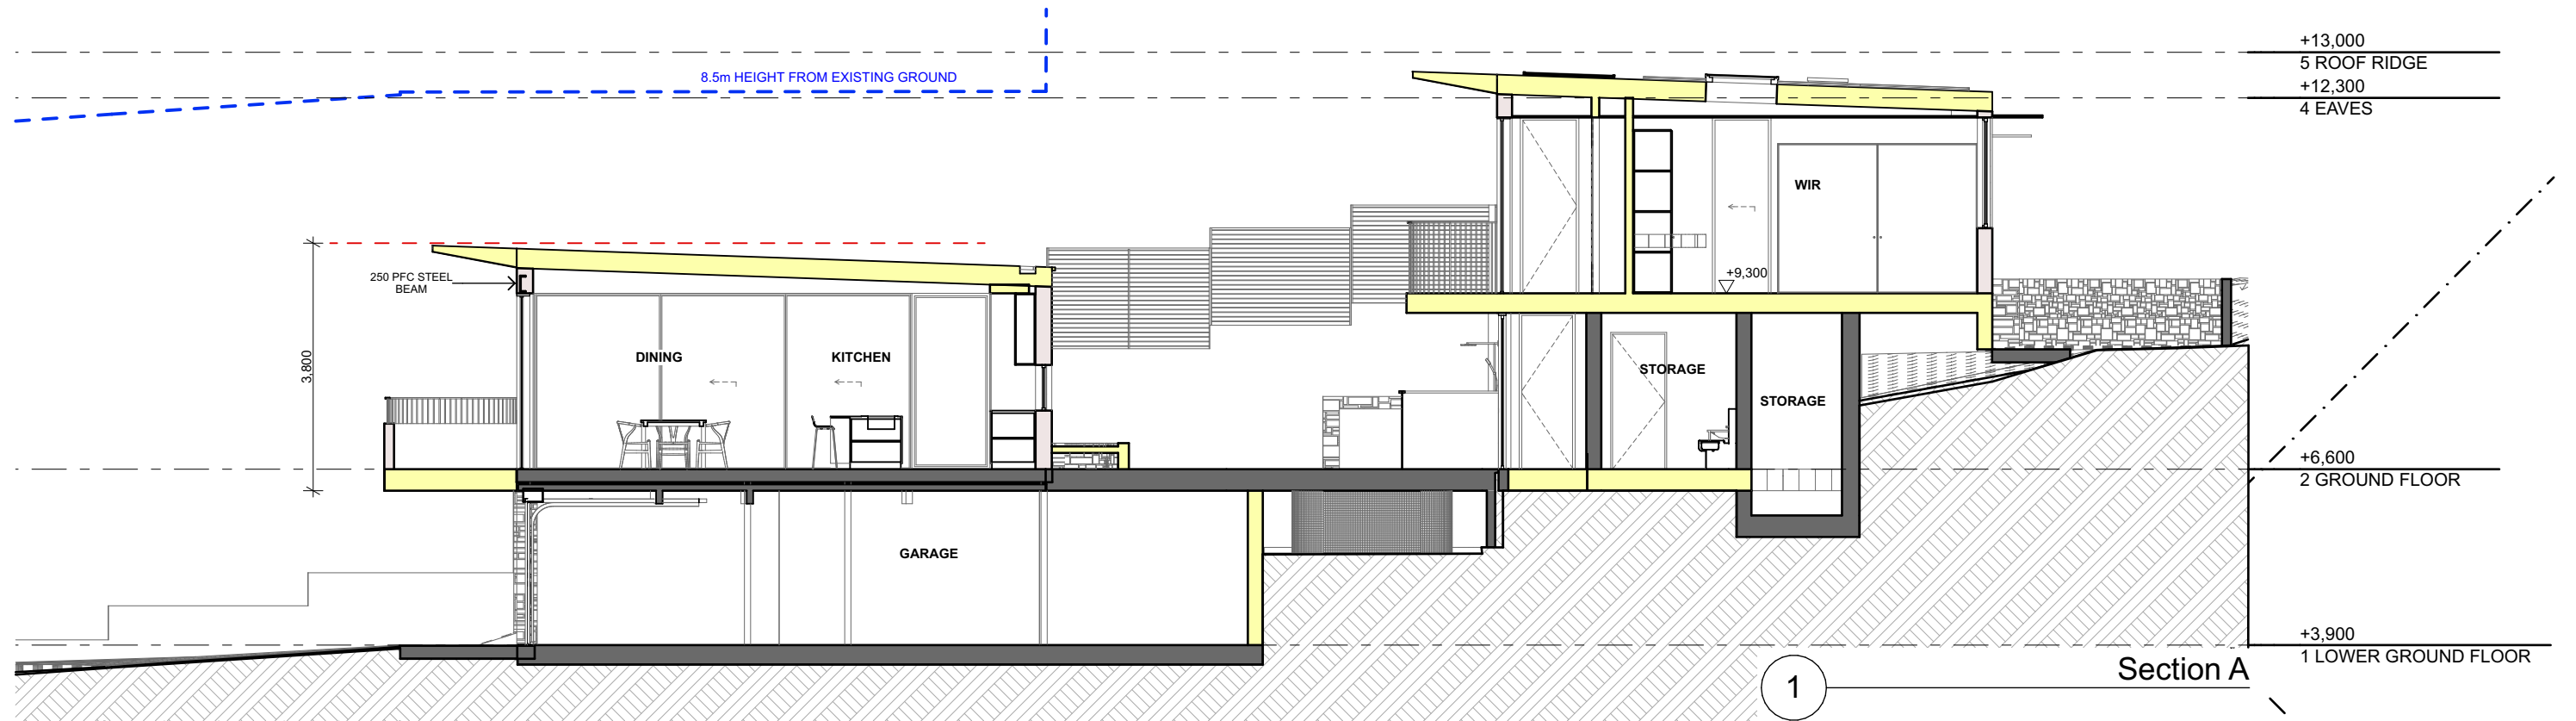 +13,000
5 ROOF RIDGE
8.5m HEIGHT FROM EXISTING GROUND
+12,300
4 EAVES
WIR
250 PFC STEEL
BEAM
+9,300
3,800
DINING
KITCHEN
STORAGE
STORAGE
+6,600
2 GROUND FLOOR
GARAGE
+3,900
1 LOWER GROUND FLOOR
1
Section A